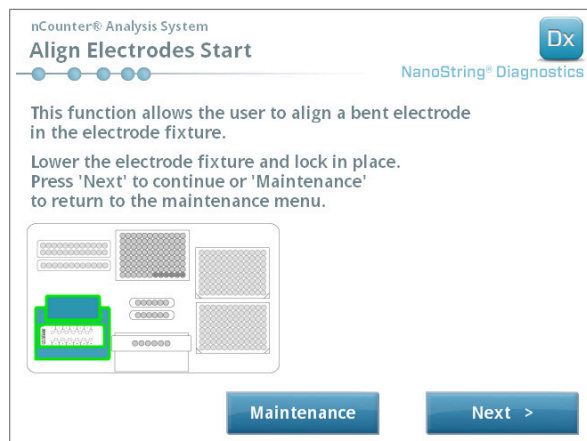 nCounter® Analysis System
Align Electrodes Start
Dx
NanoString® Diagnostics
This function allows the user to align a bent electrode
in the electrode fixture.
Lower the electrode fixture and lock in place.
Press 'Next' to continue or 'Maintenance'
to return to the maintenance menu.
Maintenance
Next >